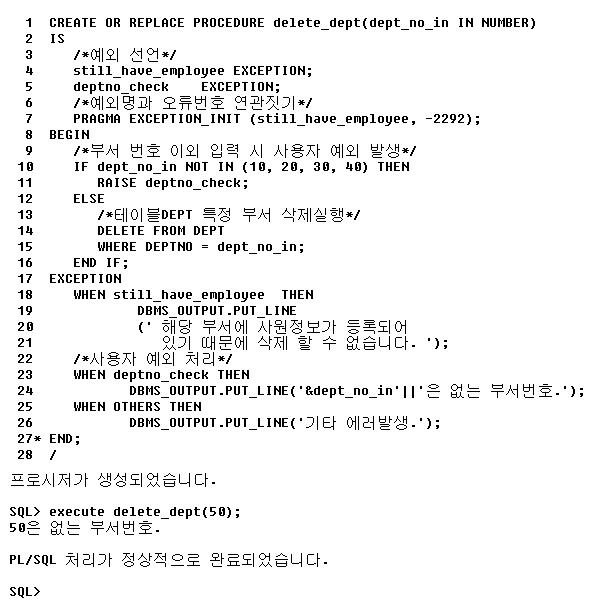 1 CREATE OR REPLACE PROCEDURE delete_dept(dept_no_in IN NUMBER)
2 IS
3 /*예외 선언*/
4 still_have_employee EXCEPTION;
5 deptno_check EXCEPTION;
6 /*예외명과 오류번호 연관짓기*/
7 PRAGMA EXCEPTION_INIT (still_have_employee, -2292);
8 BEGIN
9 /*부서 번호 이외 입력 시 사용자 예외 발생*/
10 IF dept_no_in NOT IN (10, 20, 30, 40) THEN
11 RAISE deptno_check;
12 ELSE
13 /*테이블DEPT 특정 부서 삭제실행*/
14 DELETE FROM DEPT
15 WHERE DEPTNO = dept_no_in;
16 END IF;
17 EXCEPTION
18 WHEN still_have_employee THEN
19 DBMS_OUTPUT.PUT_LINE
20 (' 해당 부서에 사원정보가 등록되어
21 있기 때문에 삭제 할 수 없습니다. ');
22 /*사용자 예외 처리*/
23 WHEN deptno_check THEN
24 DBMS_OUTPUT.PUT_LINE('&dept_no_in'||'은 없는 부서번호.');
25 WHEN OTHERS THEN
26 DBMS_OUTPUT.PUT_LINE('기타 에러발생.');
27* END;
28 /
프로시저가 생성되었습니다.
SQL> execute delete_dept(50);
50은 없는 부서번호.
PL/SQL 처리가 정상적으로 완료되었습니다.
SQL>